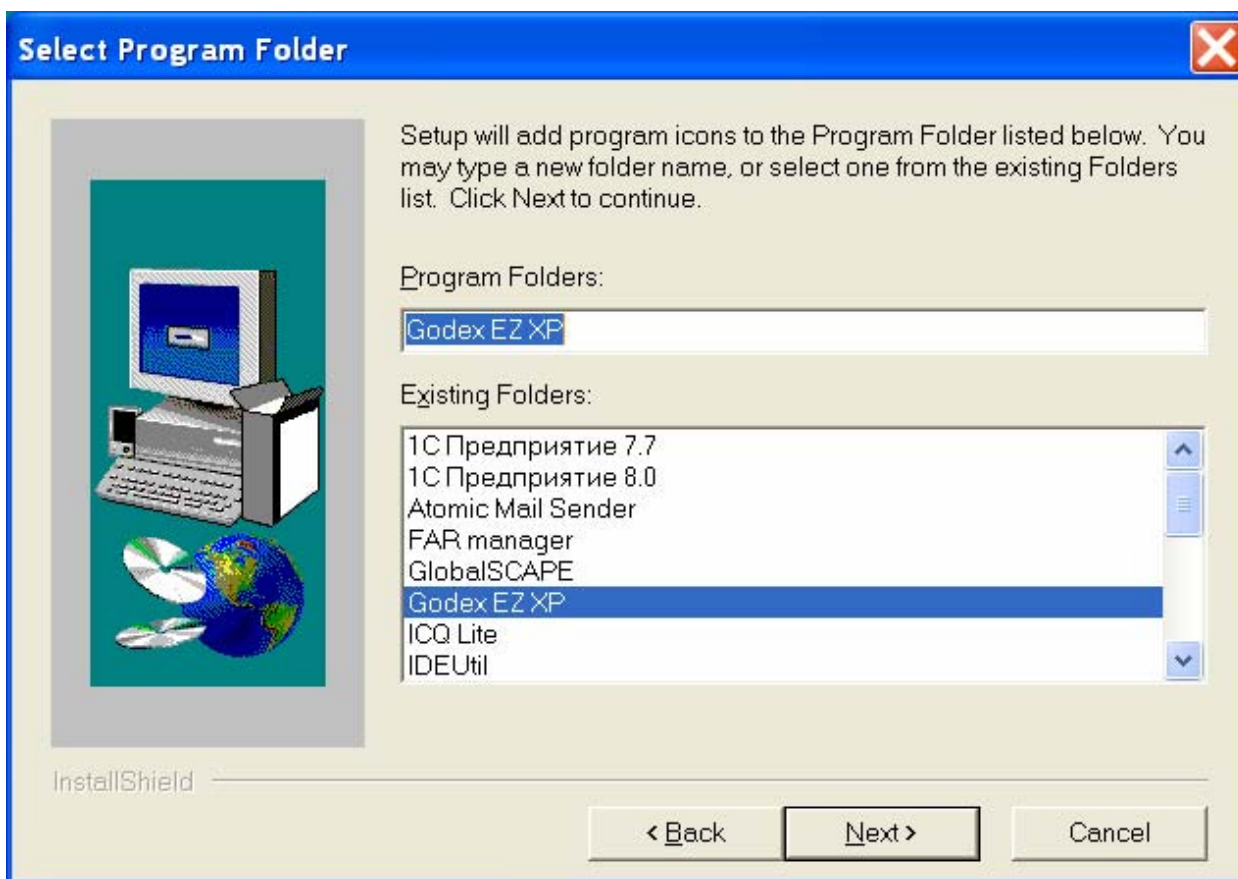 Select Program Folder
Setup will add program icons to the Program Folder listed below.  You
may type a new folder name, or select one from the existing Folders
list.  Click Next to continue.
Program Folders:
Godex EZ XP
Existing Folders:
1С Предприятие 7.7
1С Предприятие 8.0
Atomic Mail Sender
FAR manager
GlobalSCAPE
Godex EZ XP
ICQ Lite
IDEUtil
InstallShield
< Back
Next >
Cancel